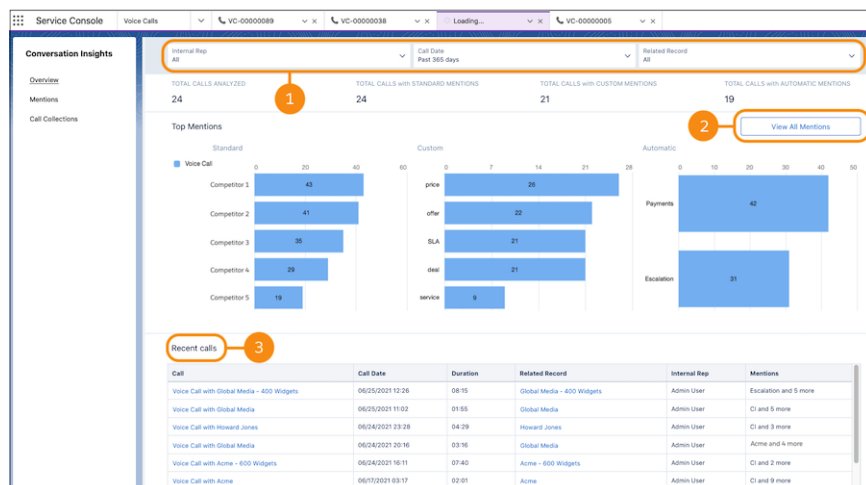 Service Console
Voice Calls
VC-00000089
VC-00000038
Loading...
VC-00000005
Conversation Insights
Overview
Mentions
Call Collections
Internal Rep
All
Call Date
Past 365 days
Related Record
All
1
TOTAL CALLS ANALYZED
24
TOTAL CALLS with STANDARD MENTIONS
24
TOTAL CALLS with CUSTOM MENTIONS
21
TOTAL CALLS with AUTOMATIC MENTIONS
19
Top Mentions
2
View All Mentions
Standard
Voice Call
0 20 40 60
Competitor 1 43
Competitor 2 41
Competitor 3 35
Competitor 4 29
Competitor 5 19
Custom
0 7 14 21 28
price 26
offer 22
SLA 21
deal 21
service 9
Automatic
0 10 20 30 40 50
Payments 42
Escalation 31
Recent calls
3
Call Call Date Duration Related Record Internal Rep Mentions
Voice Call with Global Media - 400 Widgets 06/25/2021 12:26 08:15 Global Media - 400 Widgets Admin User Escalation and 5 more
Voice Call with Global Media 06/25/2021 11:02 01:55 Global Media Admin User CI and 5 more
Voice Call with Howard Jones 06/24/2021 23:28 04:29 Howard Jones Admin User CI and 3 more
Voice Call with Global Media 06/24/2021 20:16 03:16 Global Media Admin User Acme and 4 more
Voice Call with Acme - 600 Widgets 06/24/2021 16:11 07:40 Acme - 600 Widgets Admin User CI and 2 more
Voice Call with Acme 06/17/2021 03:17 02:01 Acme Admin User CI and 9 more